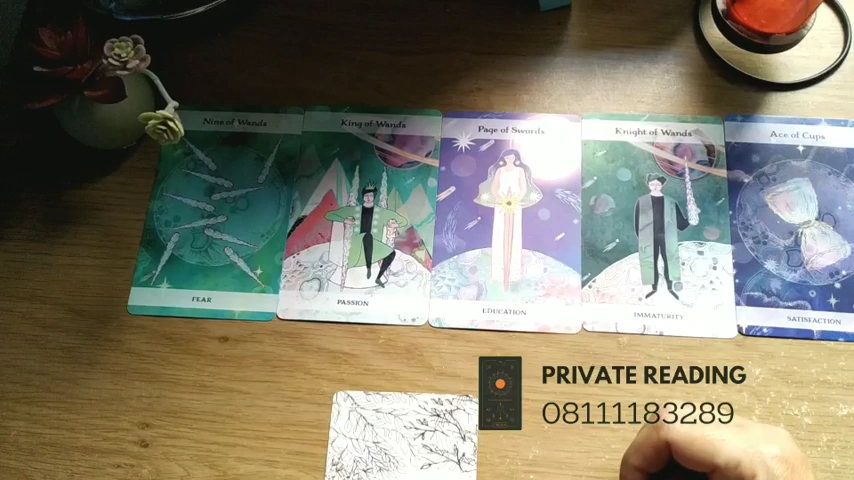 Nine of Wands
King of Wands
Page of Swords
Knight of Wands
Ace of Cups
FEAR
PASSION
EDUCATION
IMMATURITY
SATISFACTION
PRIVATE READING
08111183289